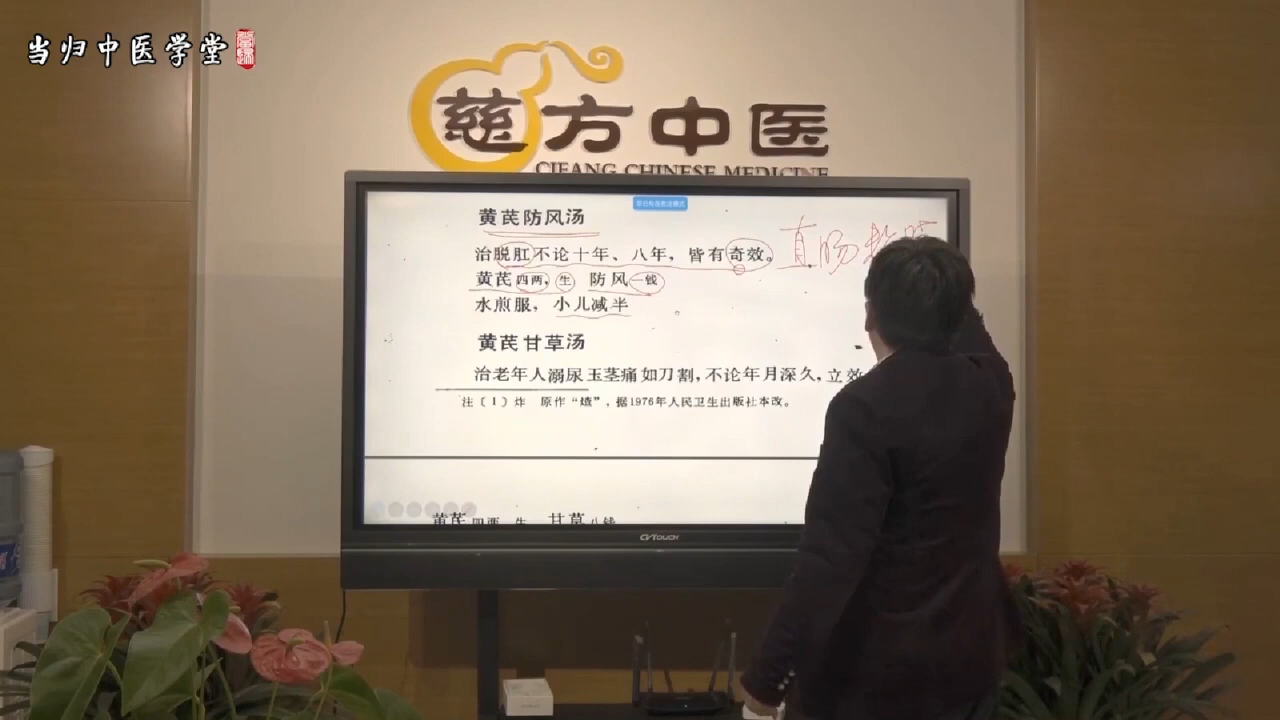 当归中医学堂
慈方中医
CIFANG CHINESE MEDICINE
黄芪防风汤
治脱肛不论十年、八年，皆有奇效。
直肠
黄芪四两，生 防风一钱
水煎服，小儿减半
黄芪甘草汤
治老年人溺尿玉茎痛如刀割，不论年月深久，立效
注〔1〕炸 原作“煠”，据1976年人民卫生出版社本改。
黄芪四两 生 甘草八钱
CVTOUCH